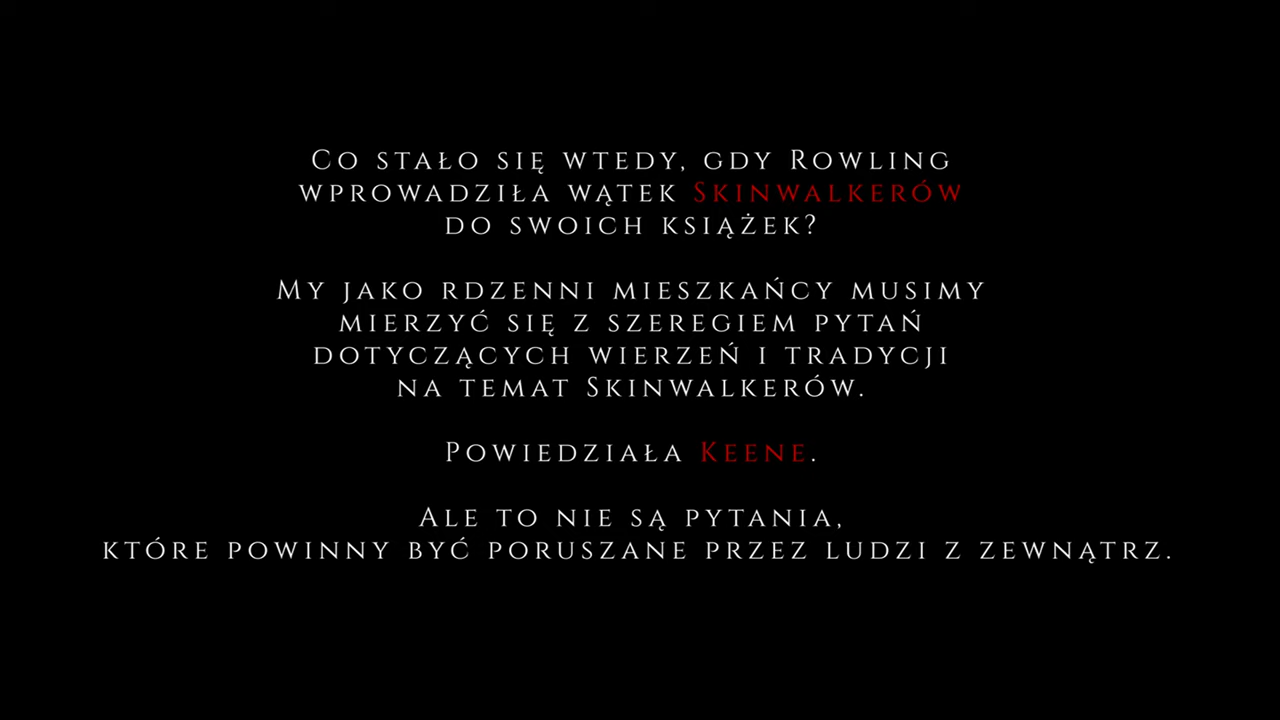 Co stało się wtedy, gdy Rowling
wprowadziła wątek Skinwalkerów
do swoich książek?
My jako rdzenni mieszkańcy musimy
mierzyć się z szeregiem pytań
dotyczących wierzeń i tradycji
na temat Skinwalkerów.
Powiedziała Keene.
Ale to nie są pytania,
które powinny być poruszane przez ludzi z zewnątrz.